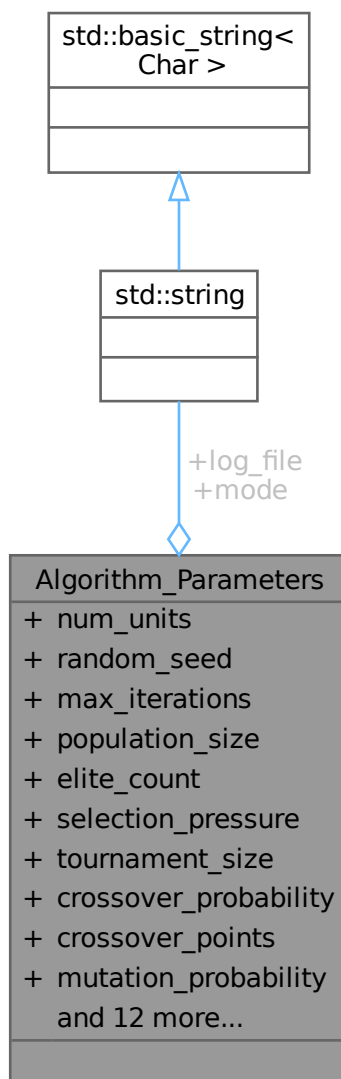 std::basic_string<
Char >
std::string
+log_file
+mode
Algorithm_Parameters
+ num_units
+ random_seed
+ max_iterations
+ population_size
+ elite_count
+ selection_pressure
+ tournament_size
+ crossover_probability
+ crossover_points
+ mutation_probability
and 12 more...